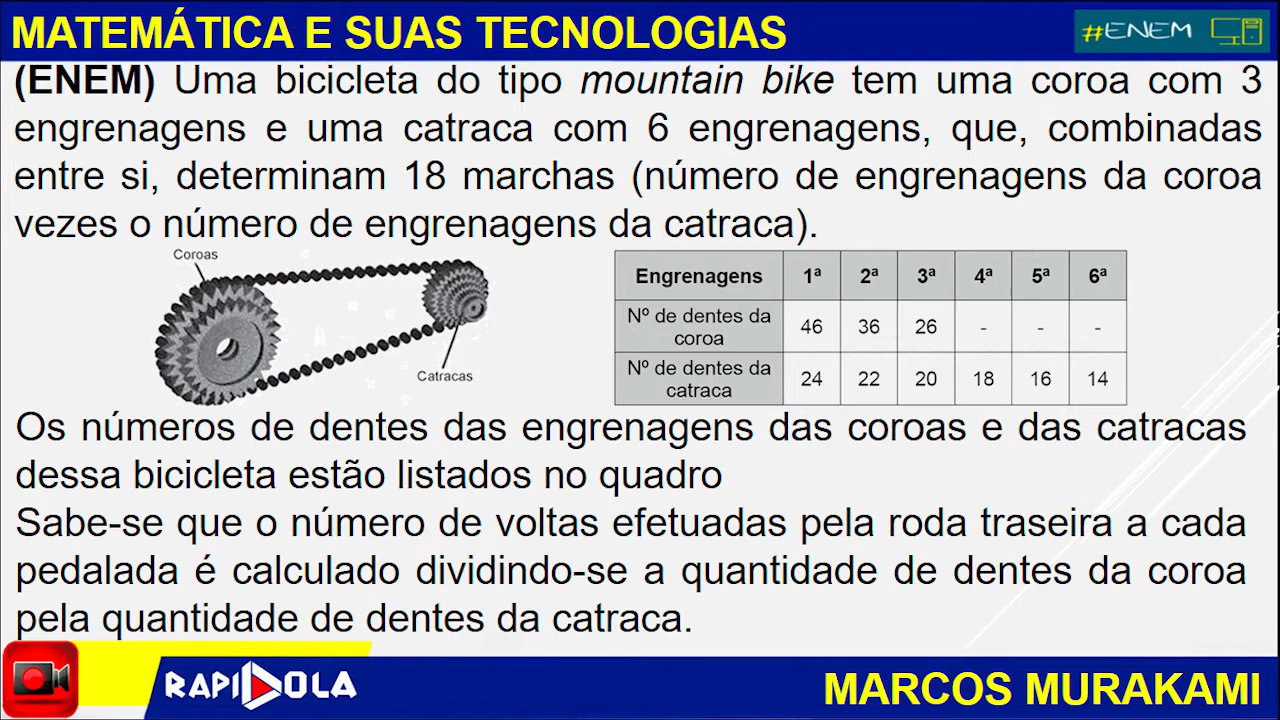 MATEMÁTICA E SUAS TECNOLOGIAS
#ENEM
(ENEM) Uma bicicleta do tipo mountain bike tem uma coroa com 3
engrenagens e uma catraca com 6 engrenagens, que, combinadas
entre si, determinam 18 marchas (número de engrenagens da coroa
vezes o número de engrenagens da catraca).
Coroas
Catracas
Engrenagens 1ª 2ª 3ª 4ª 5ª 6ª
Nº de dentes da
coroa 46 36 26 - - -
Nº de dentes da
catraca 24 22 20 18 16 14
Os números de dentes das engrenagens das coroas e das catracas
dessa bicicleta estão listados no quadro
Sabe-se que o número de voltas efetuadas pela roda traseira a cada
pedalada é calculado dividindo-se a quantidade de dentes da coroa
pela quantidade de dentes da catraca.
RAPIDOLA
MARCOS MURAKAMI